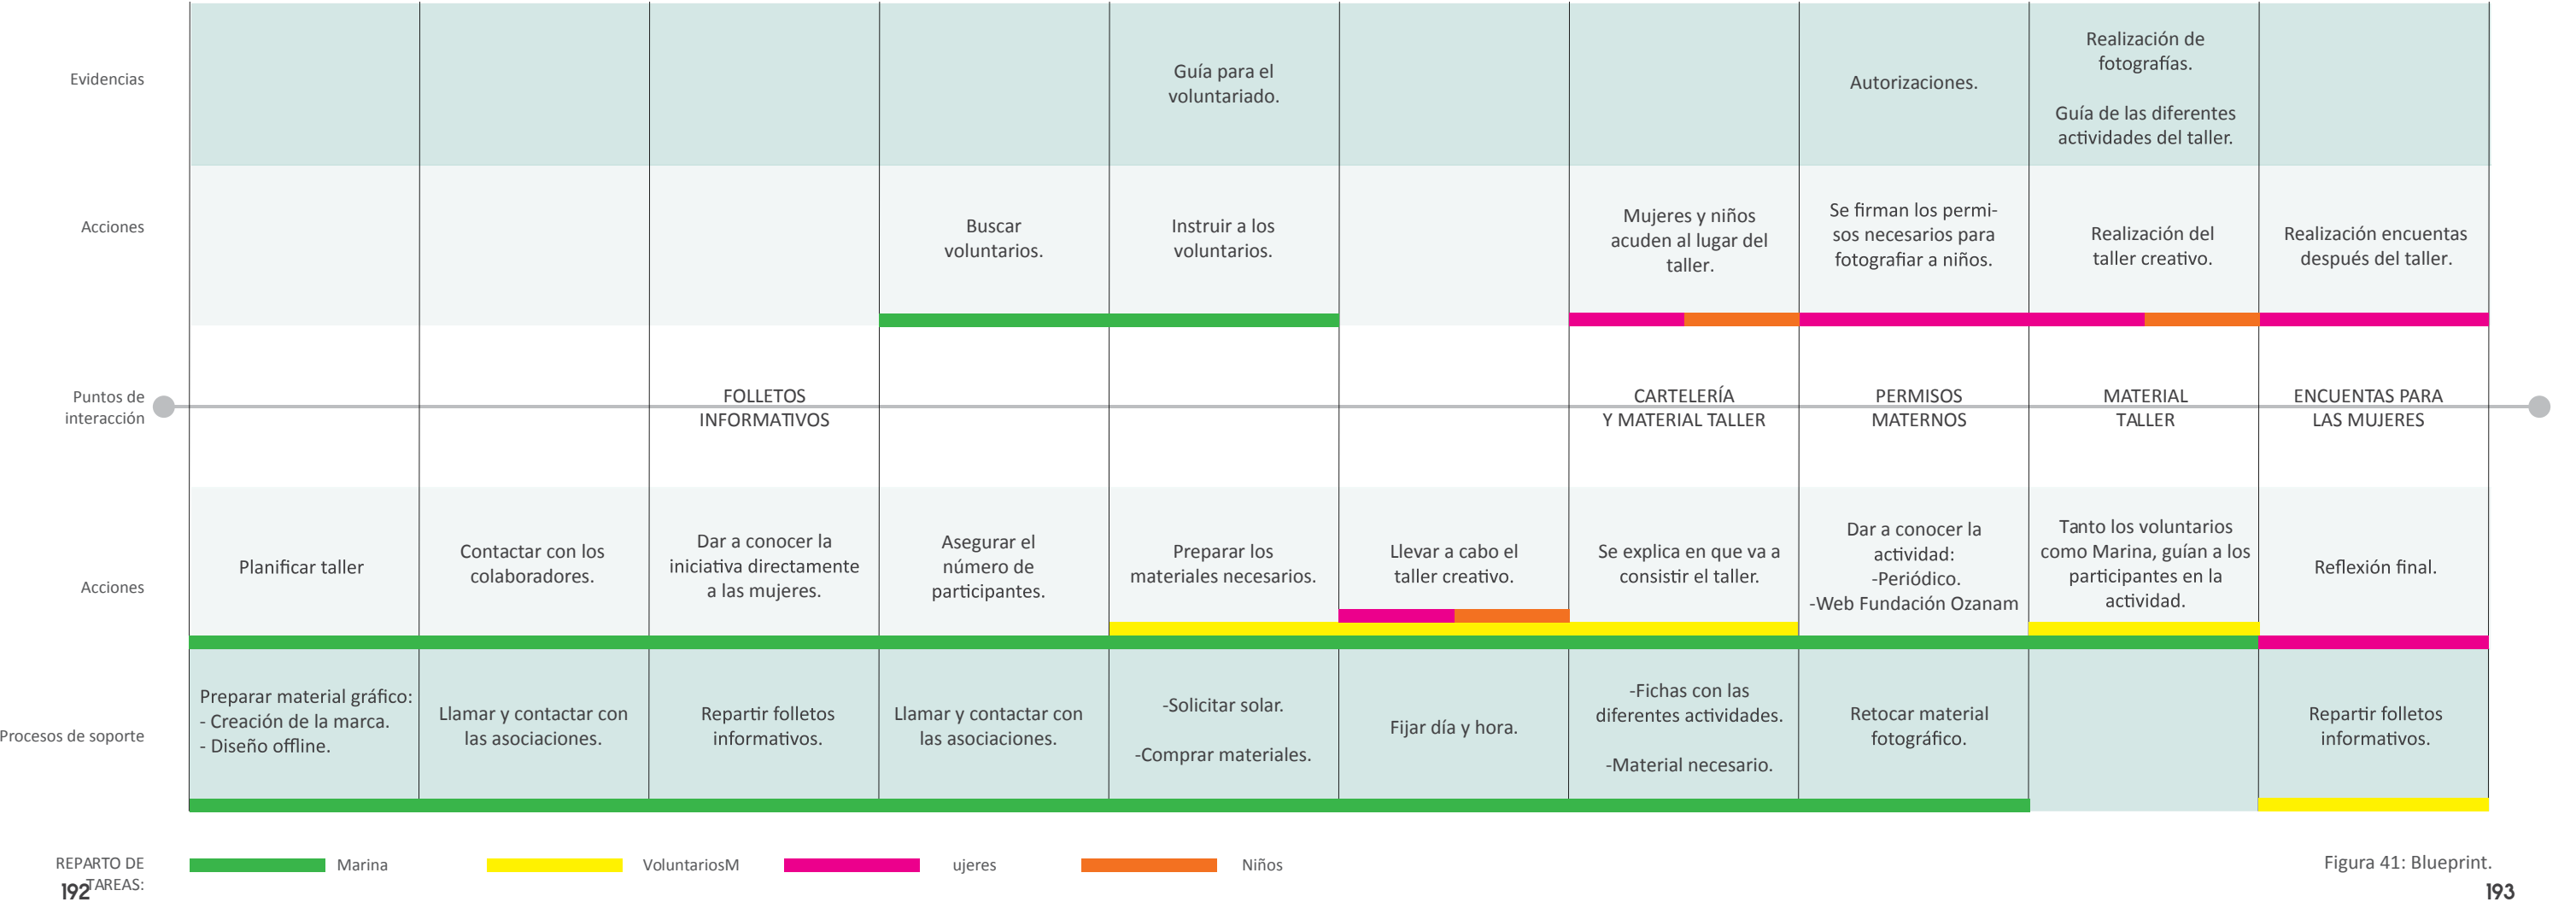 Evidencias
Guía para el
voluntariado.
Autorizaciones.
Realización de
fotografías.
Guía de las diferentes
actividades del taller.
Acciones
Buscar
voluntarios.
Instruir a los
voluntarios.
Mujeres y niños
acuden al lugar del
taller.
Se firman los permi-
sos necesarios para
fotografiar a niños.
Realización del
taller creativo.
Realización encuentas
después del taller.
Puntos de
interacción
FOLLETOS
INFORMATIVOS
CARTELERÍA
Y MATERIAL TALLER
PERMISOS
MATERNOS
MATERIAL
TALLER
ENCUENTAS PARA
LAS MUJERES
Acciones
Planificar taller
Contactar con los
colaboradores.
Dar a conocer la
iniciativa directamente
a las mujeres.
Asegurar el
número de
participantes.
Preparar los
materiales necesarios.
Llevar a cabo el
taller creativo.
Se explica en que va a
consistir el taller.
Dar a conocer la
actividad:
-Periódico.
-Web Fundación Ozanam
Tanto los voluntarios
como Marina, guían a los
participantes en la
actividad.
Reflexión final.
Procesos de soporte
Preparar material gráfico:
- Creación de la marca.
- Diseño offline.
Llamar y contactar con
las asociaciones.
Repartir folletos
informativos.
Llamar y contactar con
las asociaciones.
-Solicitar solar.
-Comprar materiales.
Fijar día y hora.
-Fichas con las
diferentes actividades.
-Material necesario.
Retocar material
fotográfico.
Repartir folletos
informativos.
REPARTO DE
TAREAS:
Marina
VoluntariosM
ujeres
Niños
Figura 41: Blueprint.
192
193